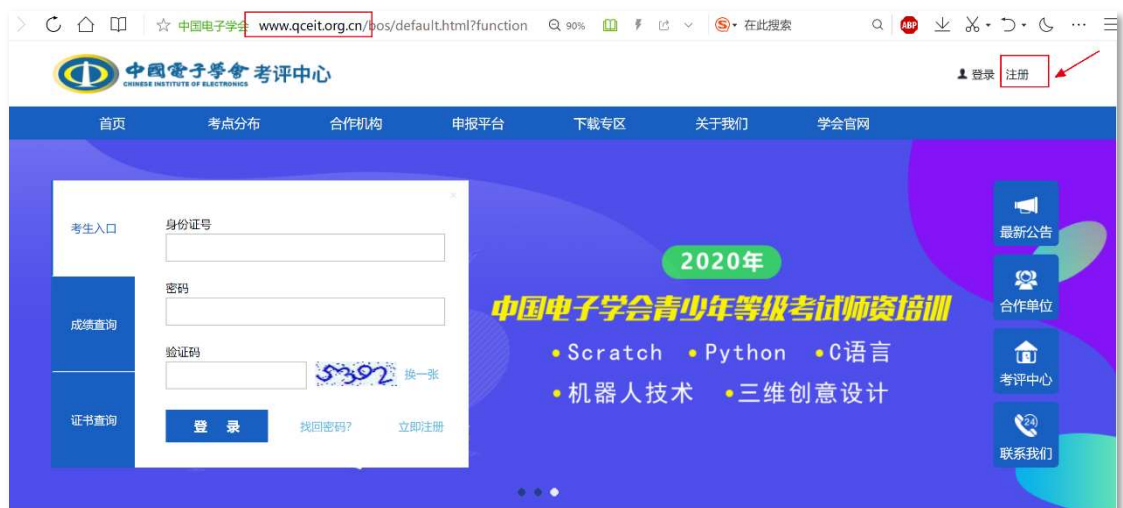 中国电子学会 www.qceit.org.cn/bos/default.html?function 90% 在此搜索 ABP
中國電子學會 考评中心
CHINESE INSTITUTE OF ELECTRONICS
登录 注册
首页 考点分布 合作机构 申报平台 下载专区 关于我们 学会官网
考生入口
成绩查询
证书查询
身份证号
密码
验证码
5392 换一张
登 录 找回密码? 立即注册
2020年
中国电子学会青少年等级考试师资培训
•Scratch •Python •C语言
•机器人技术 •三维创意设计
最新公告
合作单位
考评中心
24
联系我们